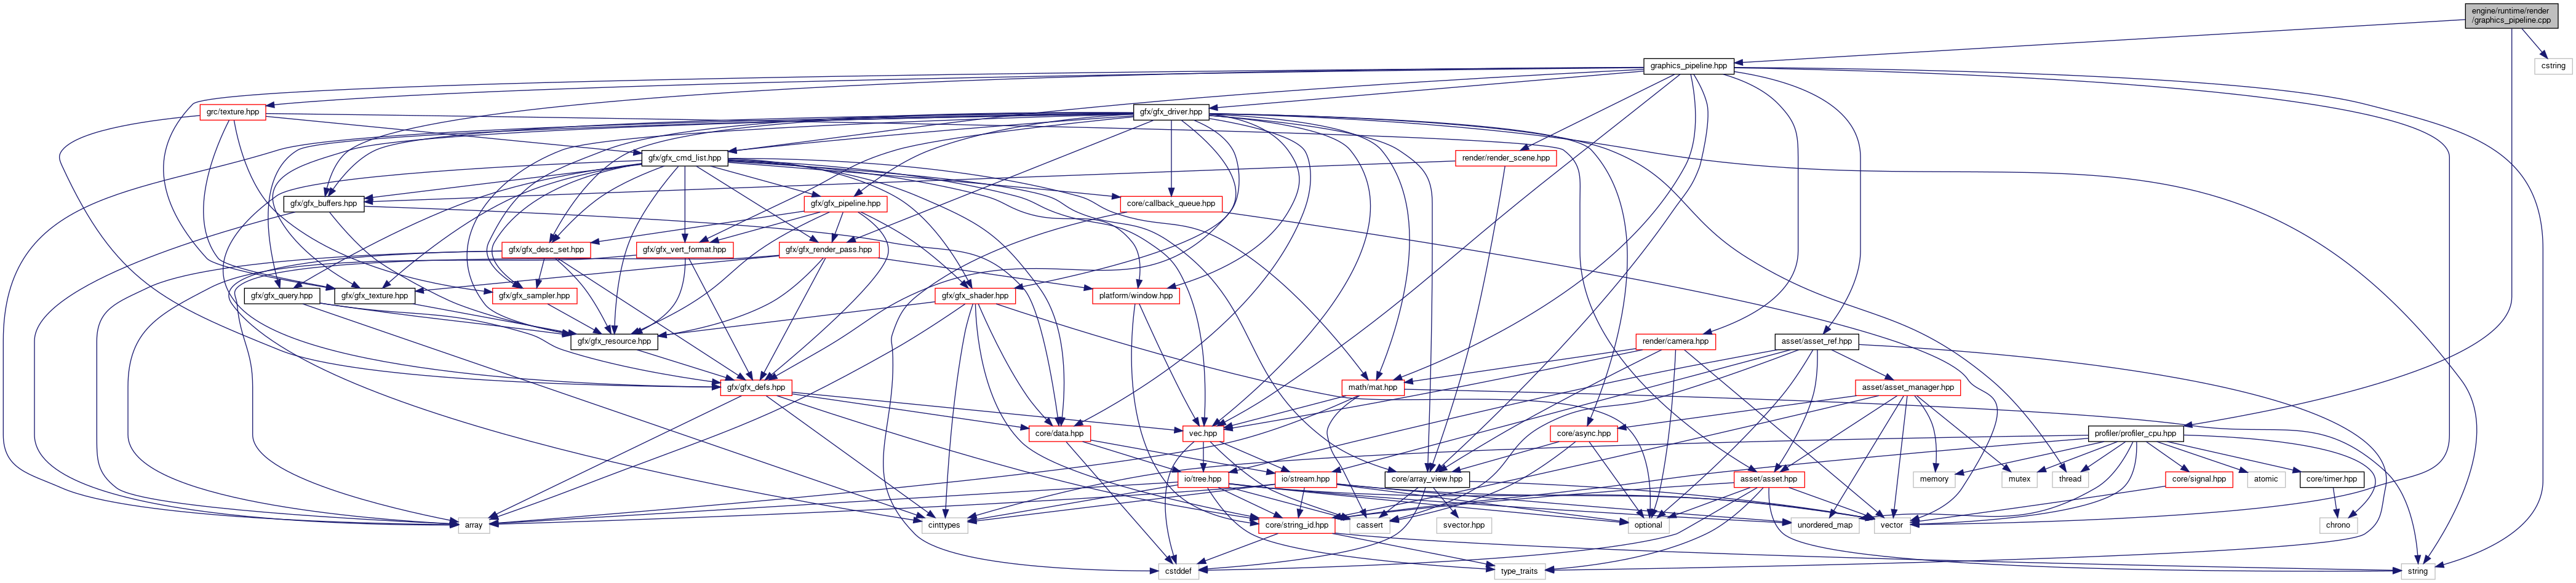 engine/runtime/render
/graphics_pipeline.cpp
graphics_pipeline.hpp
cstring
grc/texture.hpp
gfx/gfx_driver.hpp
gfx/gfx_cmd_list.hpp
render/render_scene.hpp
gfx/gfx_buffers.hpp
gfx/gfx_pipeline.hpp
core/callback_queue.hpp
gfx/gfx_desc_set.hpp
gfx/gfx_vert_format.hpp
gfx/gfx_render_pass.hpp
gfx/gfx_query.hpp
gfx/gfx_texture.hpp
gfx/gfx_sampler.hpp
gfx/gfx_shader.hpp
platform/window.hpp
gfx/gfx_resource.hpp
render/camera.hpp
asset/asset_ref.hpp
gfx/gfx_defs.hpp
math/mat.hpp
asset/asset_manager.hpp
core/data.hpp
vec.hpp
core/async.hpp
profiler/profiler_cpu.hpp
io/tree.hpp
io/stream.hpp
core/array_view.hpp
asset/asset.hpp
memory
mutex
thread
core/signal.hpp
atomic
core/timer.hpp
array
cinttypes
core/string_id.hpp
cassert
svector.hpp
optional
unordered_map
vector
chrono
cstddef
type_traits
string